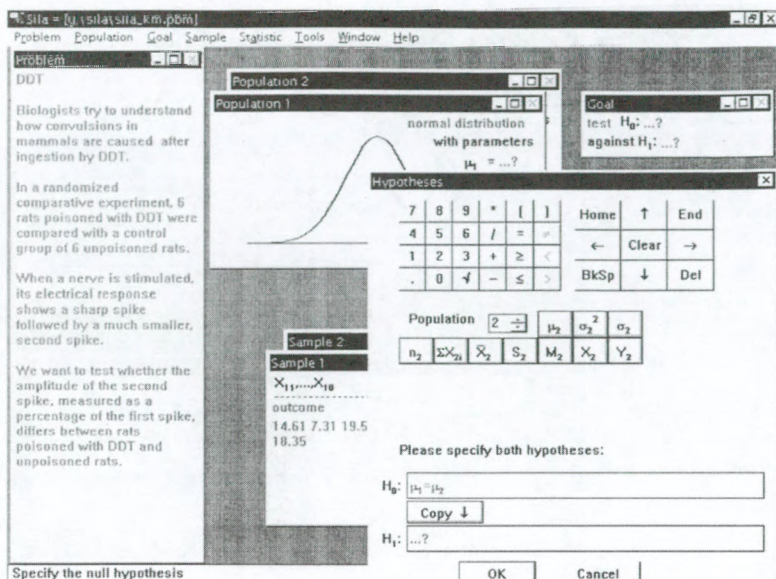 Sila = [y:\sila\sila_km.pbm]
Problem Population Goal Sample Statistic Tools Window Help
Problem
DDT
Biologists try to understand
how convulsions in
mammals are caused after
ingestion by DDT.
In a randomized
comparative experiment, 6
rats poisoned with DDT were
compared with a control
group of 6 unpoisoned rats.
When a nerve is stimulated,
its electrical response
shows a sharp spike
followed by a much smaller,
second spike.
We want to test whether the
amplitude of the second
spike, measured as a
percentage of the first spike,
differs between rats
poisoned with DDT and
unpoisoned rats.
Population 2
Population 1
normal distribution
with parameters
μ₁ = ...?
Goal
test H₀: ...?
against H₁: ...?
Sample 2
Sample 1
outcome
14.61 7.31 19.5
18.35
Hypotheses
7 8 9 * ( )
4 5 6 / = ≠
1 2 3 + ≥ <
. 0 √ − ≤ >
Home ↑ End
← Clear →
BkSp ↓ Del
Population 2 μ₂ σ₂² σ₂
n₂ ΣX₂ᵢ X̄₂ S₂ M₂ X₂ Y₂
Please specify both hypotheses:
H₀: μ₁=μ₂
Copy ↓
H₁: ...?
OK Cancel
Specify the null hypothesis